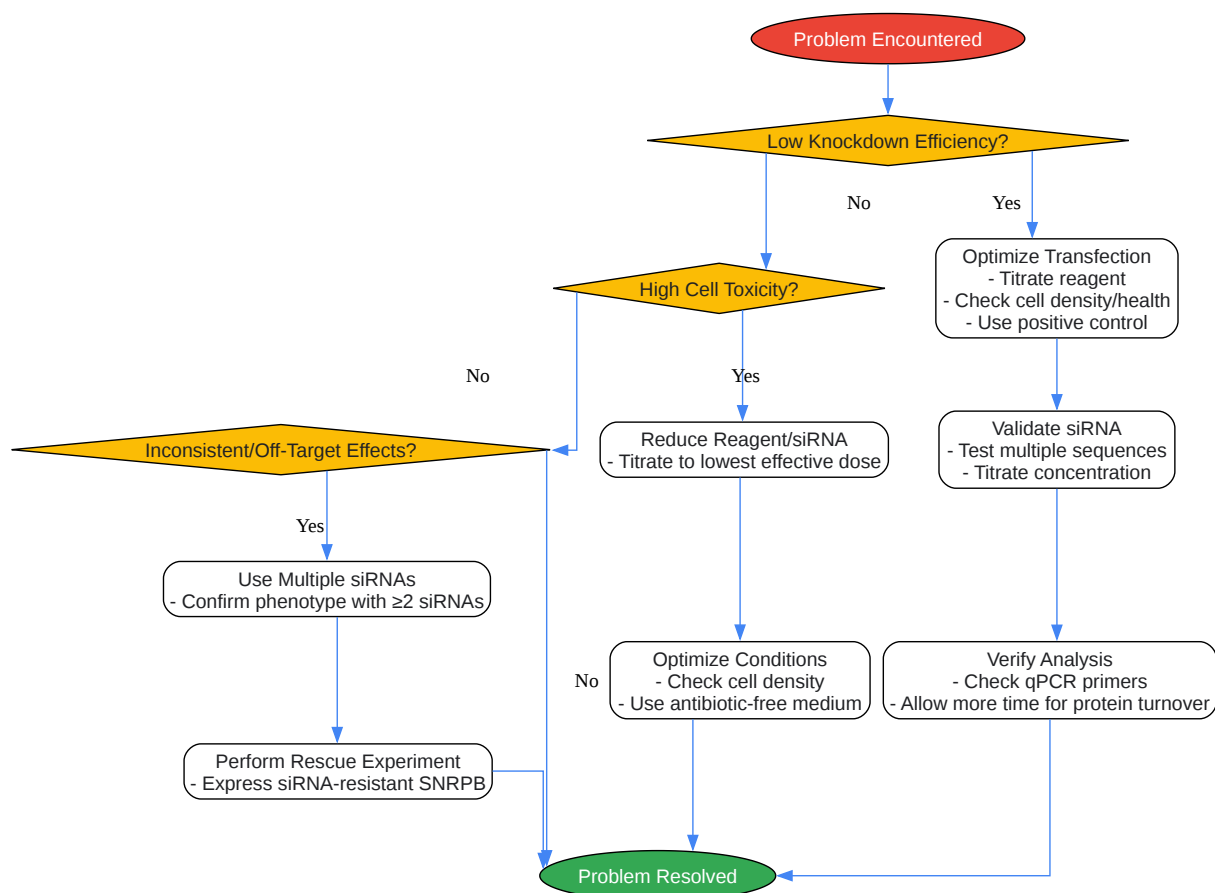 Problem Encountered
Low Knockdown Efficiency?
No
Yes
Optimize Transfection
- Titrate reagent
- Check cell density/health
- Use positive control
High Cell Toxicity?
No
Yes
Validate siRNA
- Test multiple sequences
- Titrate concentration
Reduce Reagent/siRNA
- Titrate to lowest effective dose
Inconsistent/Off-Target Effects?
Yes
Use Multiple siRNAs
- Confirm phenotype with ≥2 siRNAs
No
Optimize Conditions
- Check cell density
- Use antibiotic-free medium
Verify Analysis
- Check qPCR primers
- Allow more time for protein turnover
Perform Rescue Experiment
- Express siRNA-resistant SNRPB
Problem Resolved